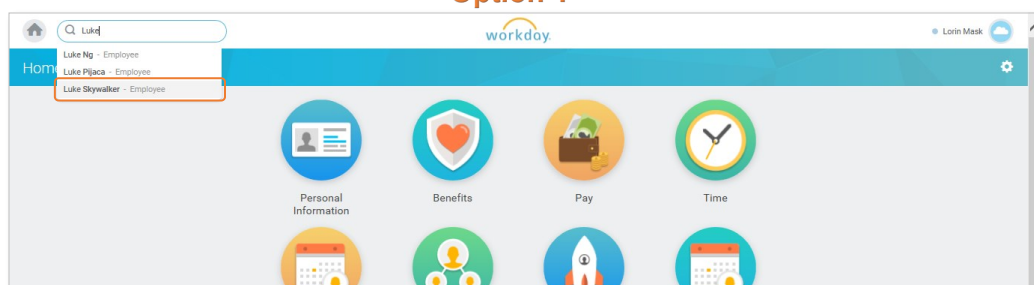 Option 1
Luke
workday.
Lorin Mask
Luke Ng - Employee
Luke Pijaca - Employee
Luke Skywalker - Employee
Personal
Information
Benefits
Pay
Time